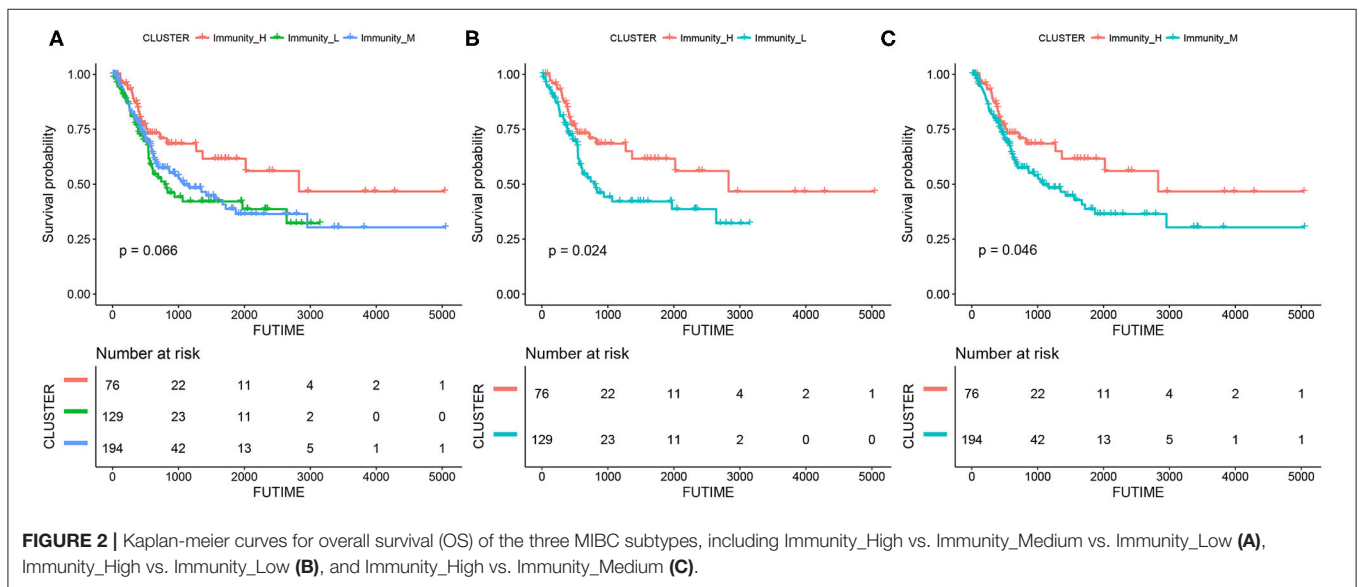 A
CLUSTER Immunity_H Immunity_L Immunity_M
1.00
0.75
0.50
0.25
0.00
Survival probability
p = 0.066
0 1000 2000 3000 4000 5000
FUTIME
Number at risk
CLUSTER
76 22 11 4 2 1
129 23 11 2 0 0
194 42 13 5 1 1
0 1000 2000 3000 4000 5000
FUTIME
B
CLUSTER Immunity_H Immunity_L
1.00
0.75
0.50
0.25
0.00
Survival probability
p = 0.024
0 1000 2000 3000 4000 5000
FUTIME
Number at risk
CLUSTER
76 22 11 4 2 1
129 23 11 2 0 0
0 1000 2000 3000 4000 5000
FUTIME
C
CLUSTER Immunity_H Immunity_M
1.00
0.75
0.50
0.25
0.00
Survival probability
p = 0.046
0 1000 2000 3000 4000 5000
FUTIME
Number at risk
CLUSTER
76 22 11 4 2 1
194 42 13 5 1 1
0 1000 2000 3000 4000 5000
FUTIME
FIGURE 2 | Kaplan-meier curves for overall survival (OS) of the three MIBC subtypes, including Immunity_High vs. Immunity_Medium vs. Immunity_Low (A),
Immunity_High vs. Immunity_Low (B), and Immunity_High vs. Immunity_Medium (C).